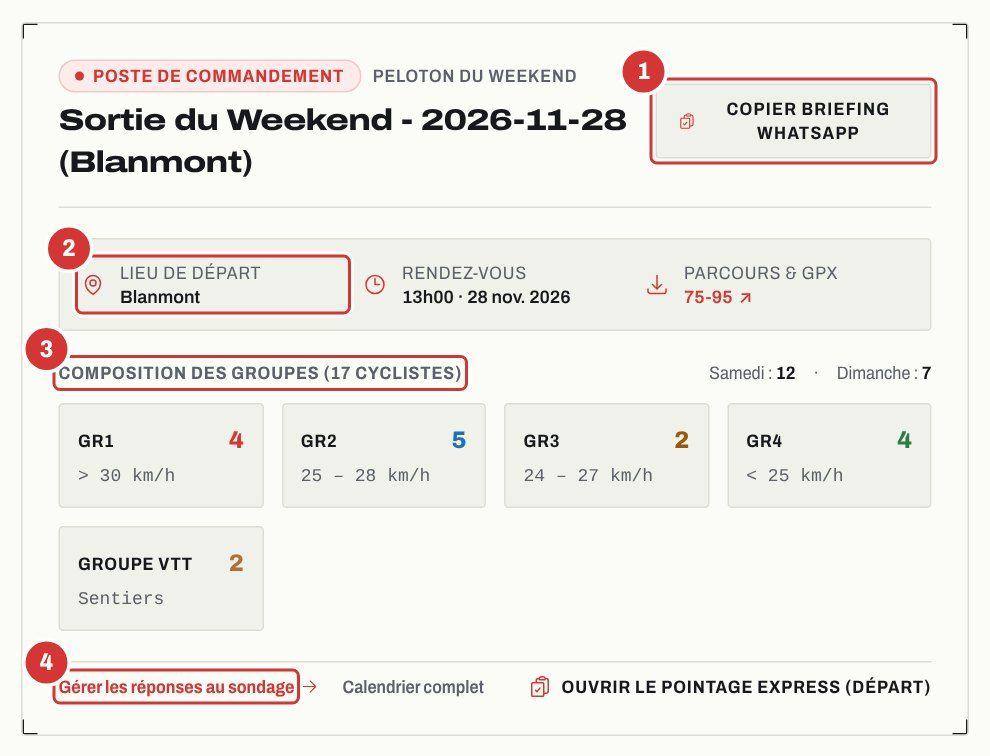 POSTE DE COMMANDEMENT PELOTON DU WEEKEND
Sortie du Weekend - 2026-11-28
(Blanmont)
1
COPIER BRIEFING
WHATSAPP
2
LIEU DE DÉPART
Blanmont
RENDEZ-VOUS
13h00 · 28 nov. 2026
PARCOURS & GPX
75-95
3
COMPOSITION DES GROUPES (17 CYCLISTES)
Samedi : 12 · Dimanche : 7
GR1 4
> 30 km/h
GR2 5
25 – 28 km/h
GR3 2
24 – 27 km/h
GR4 4
< 25 km/h
GROUPE VTT 2
Sentiers
4
Gérer les réponses au sondage → Calendrier complet OUVRIR LE POINTAGE EXPRESS (DÉPART)